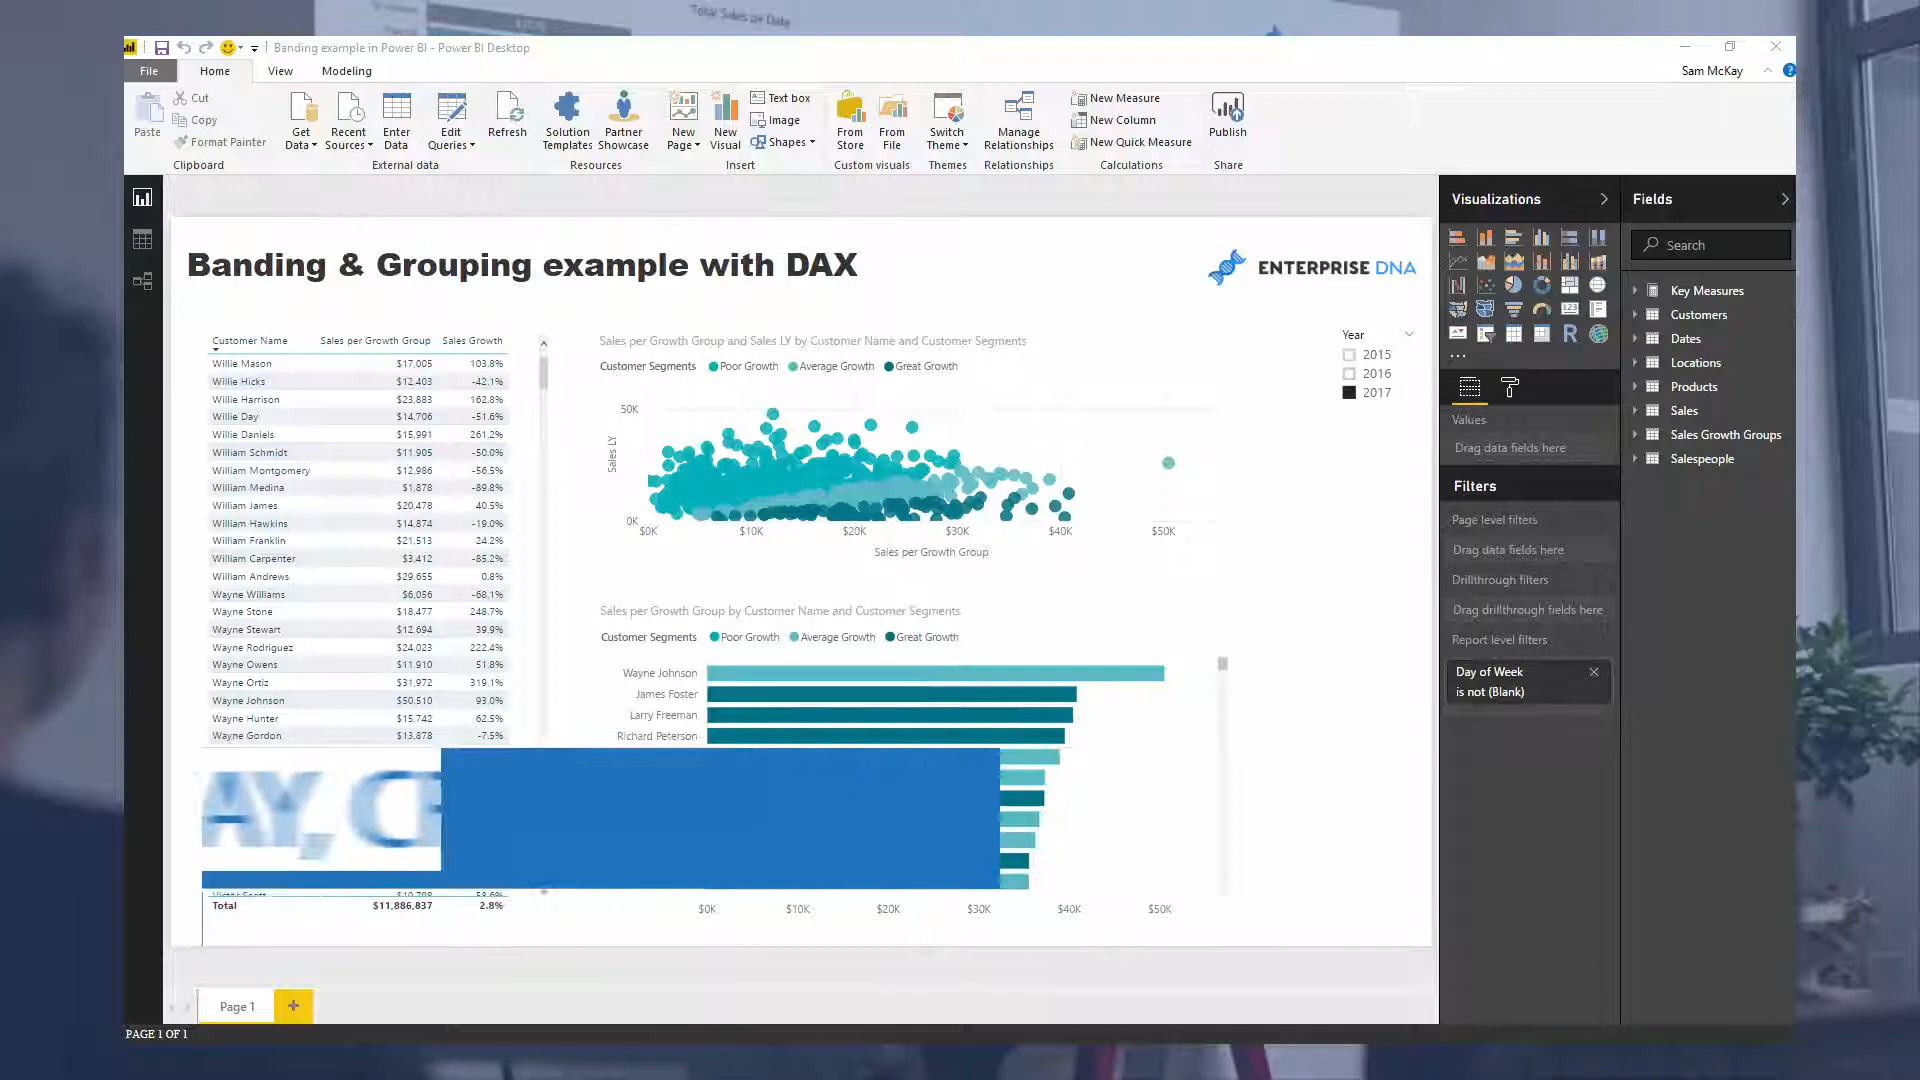 Total Sales by Date
Banding example in Power BI - Power BI Desktop
File Home View Modeling Sam McKay
Paste
Cut
Copy
Format Painter
Clipboard
Get Data
Recent Sources
Enter Data
Edit Queries
Refresh
External data
Solution Templates
Partner Showcase
Resources
New Page
New Visual
Text box
Image
Shapes
Insert
From Store
From File
Custom visuals
Switch Theme
Themes
Manage Relationships
Relationships
New Measure
New Column
New Quick Measure
Calculations
Publish
Share
Banding & Grouping example with DAX
ENTERPRISE DNA
Customer Name Sales per Growth Group Sales Growth
Willie Mason $17,005 103.8%
Willie Hicks $12,403 -42.1%
Willie Harrison $23,883 162.8%
Willie Day $14,706 -51.6%
Willie Daniels $15,991 261.2%
William Schmidt $11,905 -50.0%
William Montgomery $12,986 -56.5%
William Medina $1,878 -89.8%
William James $20,478 40.5%
William Hawkins $14,874 -19.0%
William Franklin $21,513 24.2%
William Carpenter $3,412 -85.2%
William Andrews $29,655 0.8%
Wayne Williams $6,056 -68.1%
Wayne Stone $18,477 248.7%
Wayne Stewart $12,694 39.9%
Wayne Rodriguez $24,023 222.4%
Wayne Owens $11,910 51.8%
Wayne Ortiz $31,972 319.1%
Wayne Johnson $50,510 93.0%
Wayne Hunter $15,742 62.5%
Wayne Gordon $13,878 -7.5%
AY, C
Total $11,886,837 2.8%
Sales per Growth Group and Sales LY by Customer Name and Customer Segments
Customer Segments Poor Growth Average Growth Great Growth
50K
Sales LY
0K
$0K $10K $20K $30K $40K $50K
Sales per Growth Group
Sales per Growth Group by Customer Name and Customer Segments
Customer Segments Poor Growth Average Growth Great Growth
Wayne Johnson
James Foster
Larry Freeman
Richard Peterson
$0K $10K $20K $30K $40K $50K
Year
2015
2016
2017
Visualizations
Values
Drag data fields here
Filters
Page level filters
Drag data fields here
Drillthrough filters
Drag drillthrough fields here
Report level filters
Day of Week
is not (Blank)
Fields
Search
Key Measures
Customers
Dates
Locations
Products
Sales
Sales Growth Groups
Salespeople
Page 1
PAGE 1 OF 1